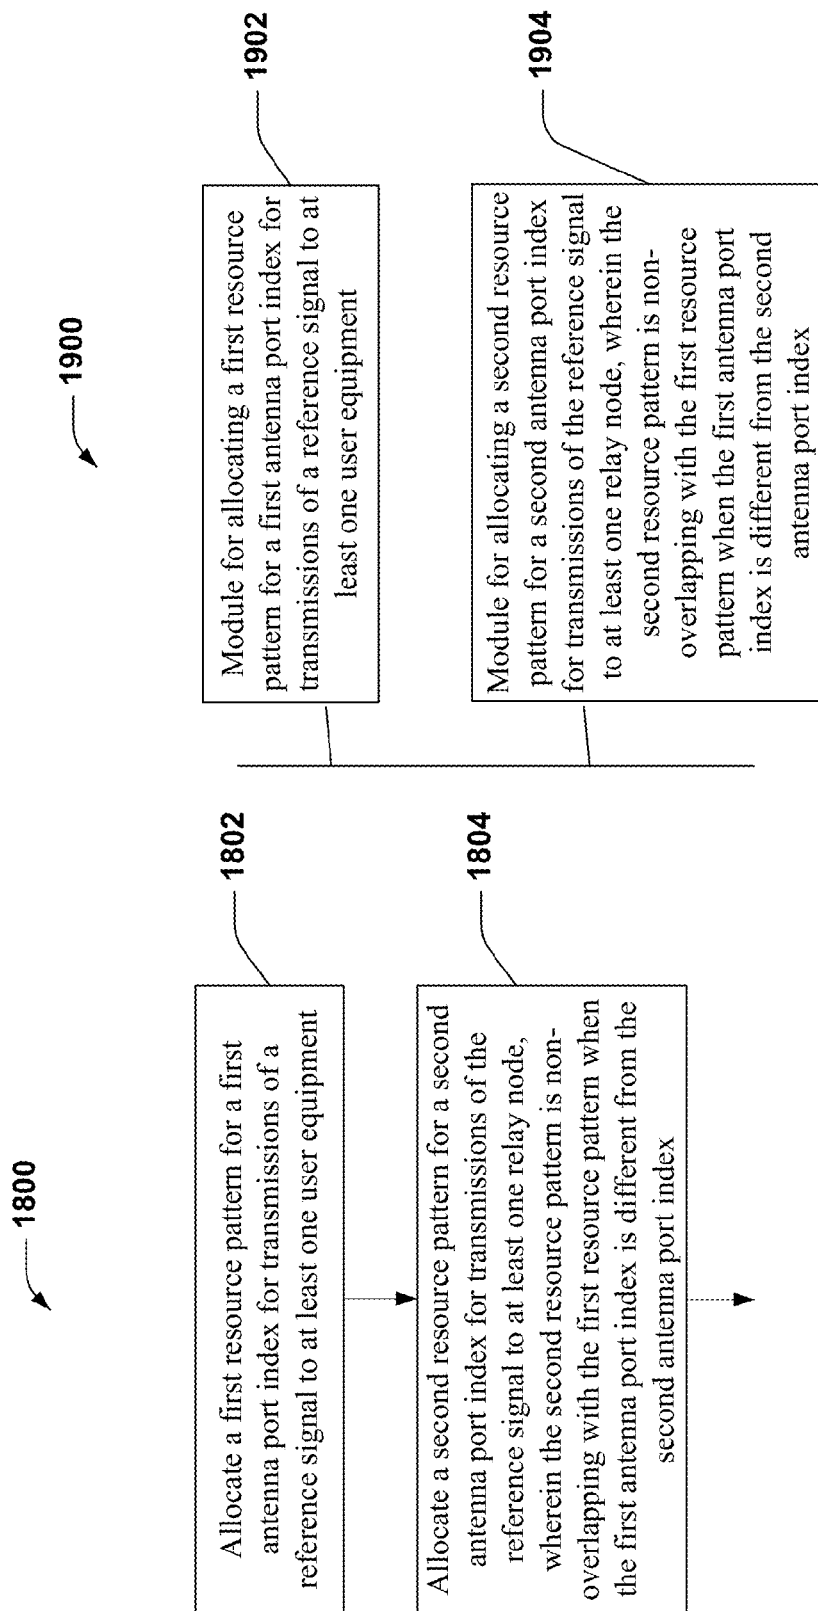 1800
Allocate a first resource pattern for a first
antenna port index for transmissions of a
reference signal to at least one user equipment
1802
Allocate a second resource pattern for a second
antenna port index for transmissions of the
reference signal to at least one relay node,
wherein the second resource pattern is non-
overlapping with the first resource pattern when
the first antenna port index is different from the
second antenna port index
1804
1900
Module for allocating a first resource
pattern for a first antenna port index for
transmissions of a reference signal to at
least one user equipment
1902
Module for allocating a second resource
pattern for a second antenna port index
for transmissions of the reference signal
to at least one relay node, wherein the
second resource pattern is non-
overlapping with the first resource
pattern when the first antenna port
index is different from the second
antenna port index
1904